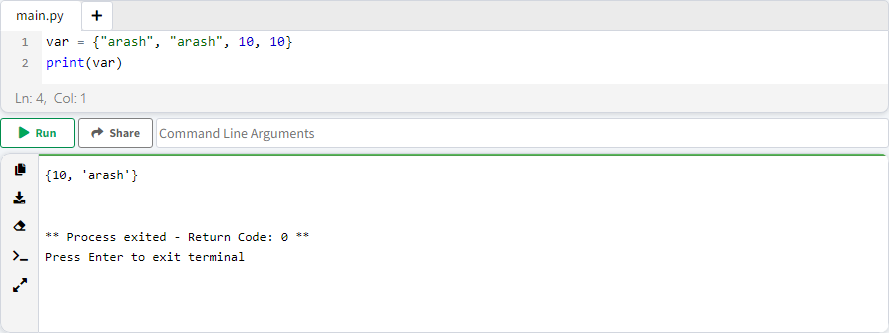 main.py +
1 var = {"arash", "arash", 10, 10}
2 print(var)
Ln: 4, Col: 1
Run Share Command Line Arguments
{10, 'arash'}
** Process exited - Return Code: 0 **
Press Enter to exit terminal